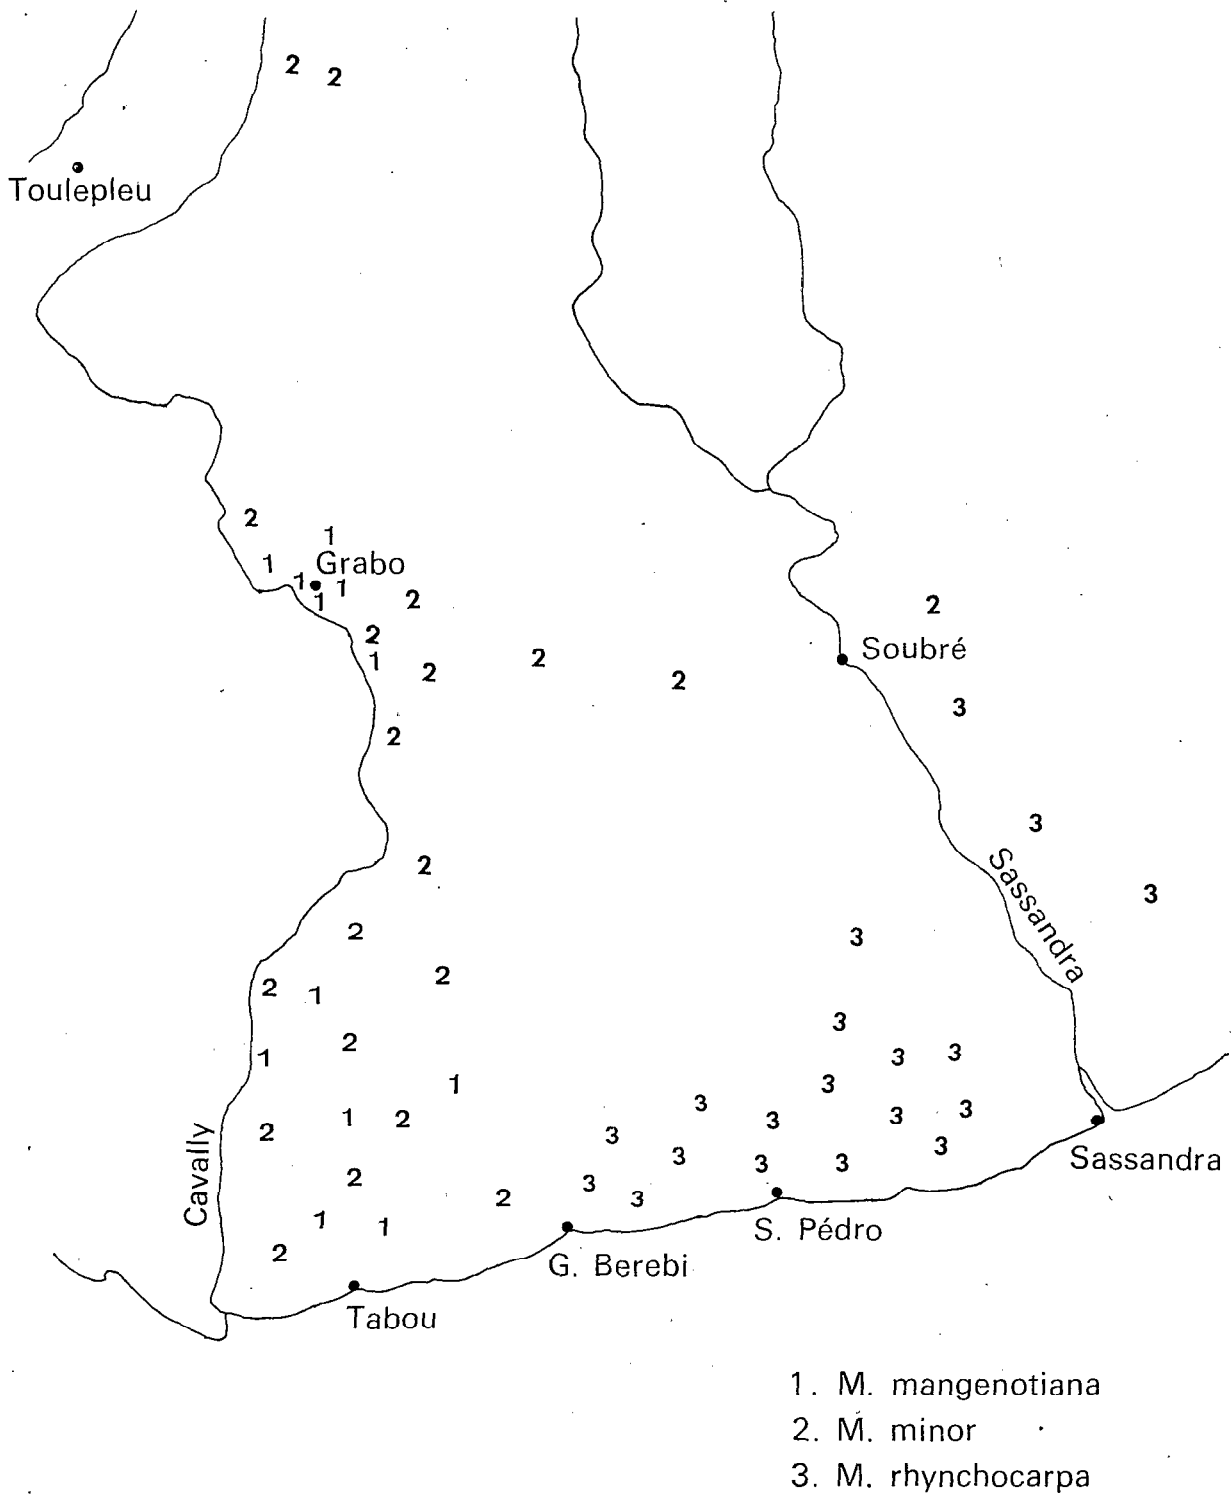 2 2
Toulepleu
2
1
1 Grabo
1 1
1 2
2
2
1 Soubré
2 2 2
3
2
3
2
3
2 3
2
2 1
Sassandra
3
2
1 3 3
1 3
3
1 2 3 3 3
2 3
Cavally
3 3
2 3 3 Sassandra
2 3 3
1 1 S. Pédro
2
G. Berebi
Tabou
1. M. mangenotiana
2. M. minor
3. M. rhynchocarpa